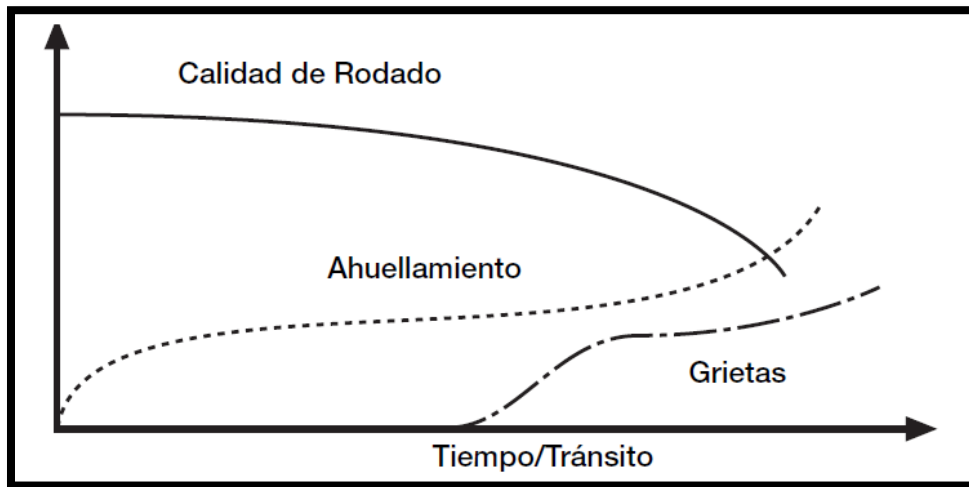 Calidad de Rodado
Ahuellamiento
Grietas
Tiempo/Tránsito